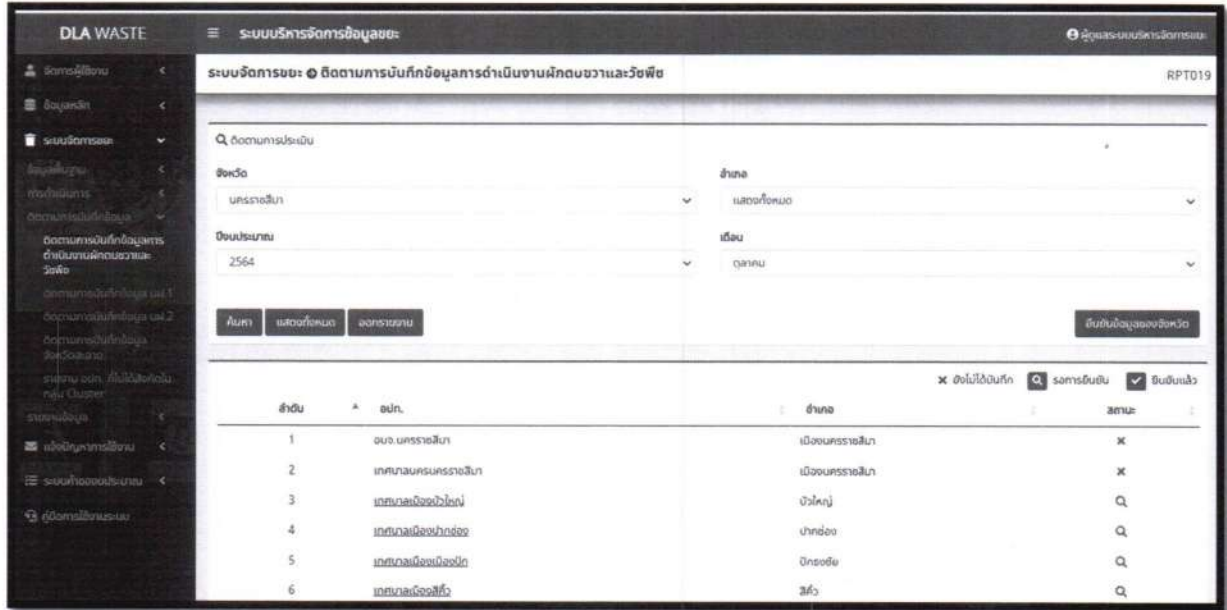 DLA WASTE
ระบบบริหารจัดการข้อมูลขยะ
ผู้ดูแลระบบบริหารจัดการขยะ
จัดการผู้ใช้งาน
ข้อมูลหลัก
ระบบจัดการขยะ
ข้อมูลพื้นฐาน
การดำเนินการ
ติดตามการบันทึกข้อมูล
ติดตามการบันทึกข้อมูลการ
ดำเนินงานผักตบชวาและ
วัชพืช
ติดตามการบันทึกข้อมูล มฝ.1
ติดตามการบันทึกข้อมูล มฝ.2
ติดตามการบันทึกข้อมูล
จังหวัดสะอาด
รายงาน อปท. ที่ไม่ได้สังกัดใน
กลุ่ม Cluster
รายงานข้อมูล
แจ้งปัญหาการใช้งาน
ระบบคำของบประมาณ
คู่มือการใช้งานระบบ
ระบบจัดการขยะ ติดตามการบันทึกข้อมูลการดำเนินงานผักตบชวาและวัชพืช
RPT019
ติดตามการประเมิน
จังหวัด อำเภอ
นครราชสีมา แสดงทั้งหมด
ปีงบประมาณ เดือน
2564 ตุลาคม
ค้นหา แสดงทั้งหมด ออกรายงาน ยืนยันข้อมูลของจังหวัด
ยังไม่ได้บันทึก รอการยืนยัน ยืนยันแล้ว
ลำดับ อปท. อำเภอ สถานะ
1 อบจ.นครราชสีมา เมืองนครราชสีมา
2 เทศบาลนครนครราชสีมา เมืองนครราชสีมา
3 เทศบาลเมืองบัวใหญ่ บัวใหญ่
4 เทศบาลเมืองปากช่อง ปากช่อง
5 เทศบาลเมืองเมืองปัก ปักธงชัย
6 เทศบาลเมืองสีคิ้ว สีคิ้ว